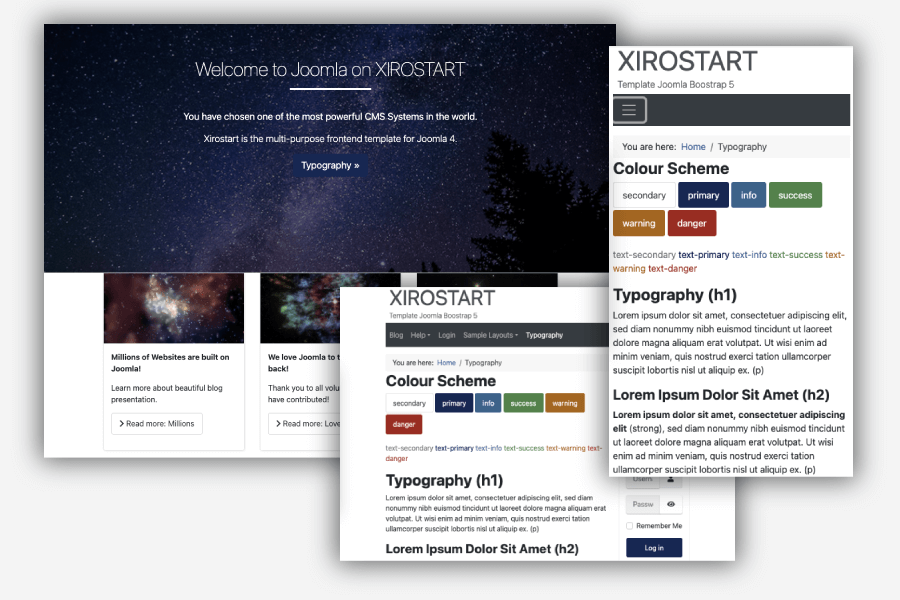 Welcome to Joomla on XIROSTART
You have chosen one of the most powerful CMS Systems in the world.
Xirostart is the multi-purpose frontend template for Joomla 4.
Typography »
Millions of Websites are built on
Joomla!
Learn more about beautiful blog
presentation.
Read more: Millions
We love Joomla to t
back!
Thank you to all volu
have contributed!
Read more: Love
XIROSTART
Template Joomla Boostrap 5
Blog Help Login Sample Layouts Typography
You are here: Home / Typography
Colour Scheme
secondary primary info success warning
danger
text-secondary text-primary text-info text-success text-warning text-
danger
Typography (h1)
Lorem ipsum dolor sit amet, consectetuer adipiscing elit, sed diam
nonummy nibh euismod tincidunt ut laoreet dolore magna aliquam erat
volutpat. Ut wisi enim ad minim veniam, quis nostrud exerci tation
ullamcorper suscipit lobortis nisl ut aliquip ex. (p)
Lorem Ipsum Dolor Sit Amet (h2)
Passw
Remember Me
Log in
XIROSTART
Template Joomla Boostrap 5
You are here: Home / Typography
Colour Scheme
secondary primary info success
warning danger
text-secondary text-primary text-info text-success text-
warning text-danger
Typography (h1)
Lorem ipsum dolor sit amet, consectetuer adipiscing elit,
sed diam nonummy nibh euismod tincidunt ut laoreet
dolore magna aliquam erat volutpat. Ut wisi enim ad
minim veniam, quis nostrud exerci tation ullamcorper
suscipit lobortis nisl ut aliquip ex. (p)
Lorem Ipsum Dolor Sit Amet (h2)
Lorem ipsum dolor sit amet, consectetuer adipiscing
elit (strong), sed diam nonummy nibh euismod tincidunt
ut laoreet dolore magna aliquam erat volutpat. Ut wisi
enim ad minim veniam, quis nostrud exerci tation
ullamcorper suscipit lobortis nisl ut aliquip ex. (p)